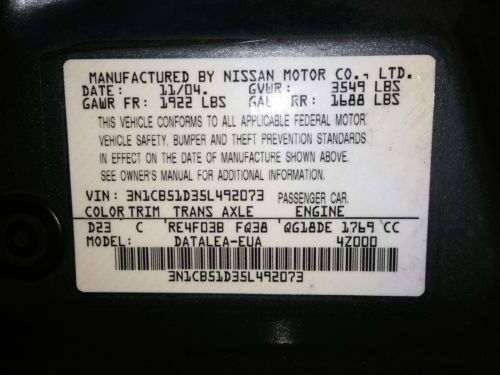 MANUFACTURED BY NISSAN MOTOR CO., LTD.
DATE: 11/04. GVWR: 3549 LBS
GAWR FR: 1922 LBS GAWR RR: 1688 LBS
THIS VEHICLE CONFORMS TO ALL APPLICABLE FEDERAL MOTOR
VEHICLE SAFETY, BUMPER AND THEFT PREVENTION STANDARDS
IN EFFECT ON THE DATE OF MANUFACTURE SHOWN ABOVE.
SEE OWNER'S MANUAL FOR ADDITIONAL INFORMATION.
VIN: 3N1CB51D35L492073 PASSENGER CAR.
COLOR TRIM TRANS AXLE ENGINE
D23 C RE4F03B FQ38 QG18DE 1769 CC
MODEL: DATALEA-EUA 4Z000
3N1CB51D35L492073